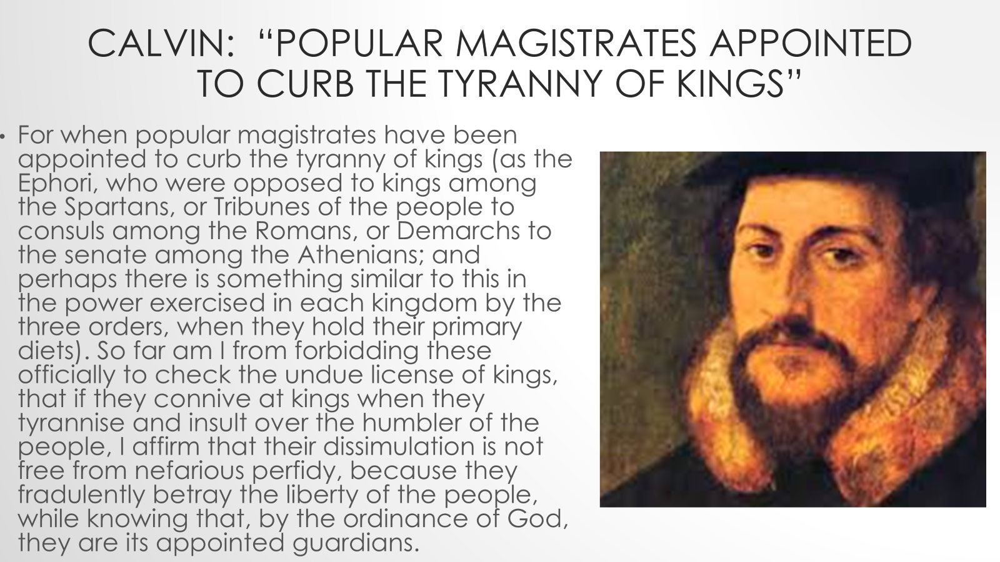 CALVIN: “POPULAR MAGISTRATES APPOINTED
TO CURB THE TYRANNY OF KINGS”
• For when popular magistrates have been
appointed to curb the tyranny of kings (as the
Ephori, who were opposed to kings among
the Spartans, or Tribunes of the people to
consuls among the Romans, or Demarchs to
the senate among the Athenians; and
perhaps there is something similar to this in
the power exercised in each kingdom by the
three orders, when they hold their primary
diets). So far am I from forbidding these
officially to check the undue license of kings,
that if they connive at kings when they
tyrannise and insult over the humbler of the
people, I affirm that their dissimulation is not
free from nefarious perfidy, because they
fradulently betray the liberty of the people,
while knowing that, by the ordinance of God,
they are its appointed guardians.